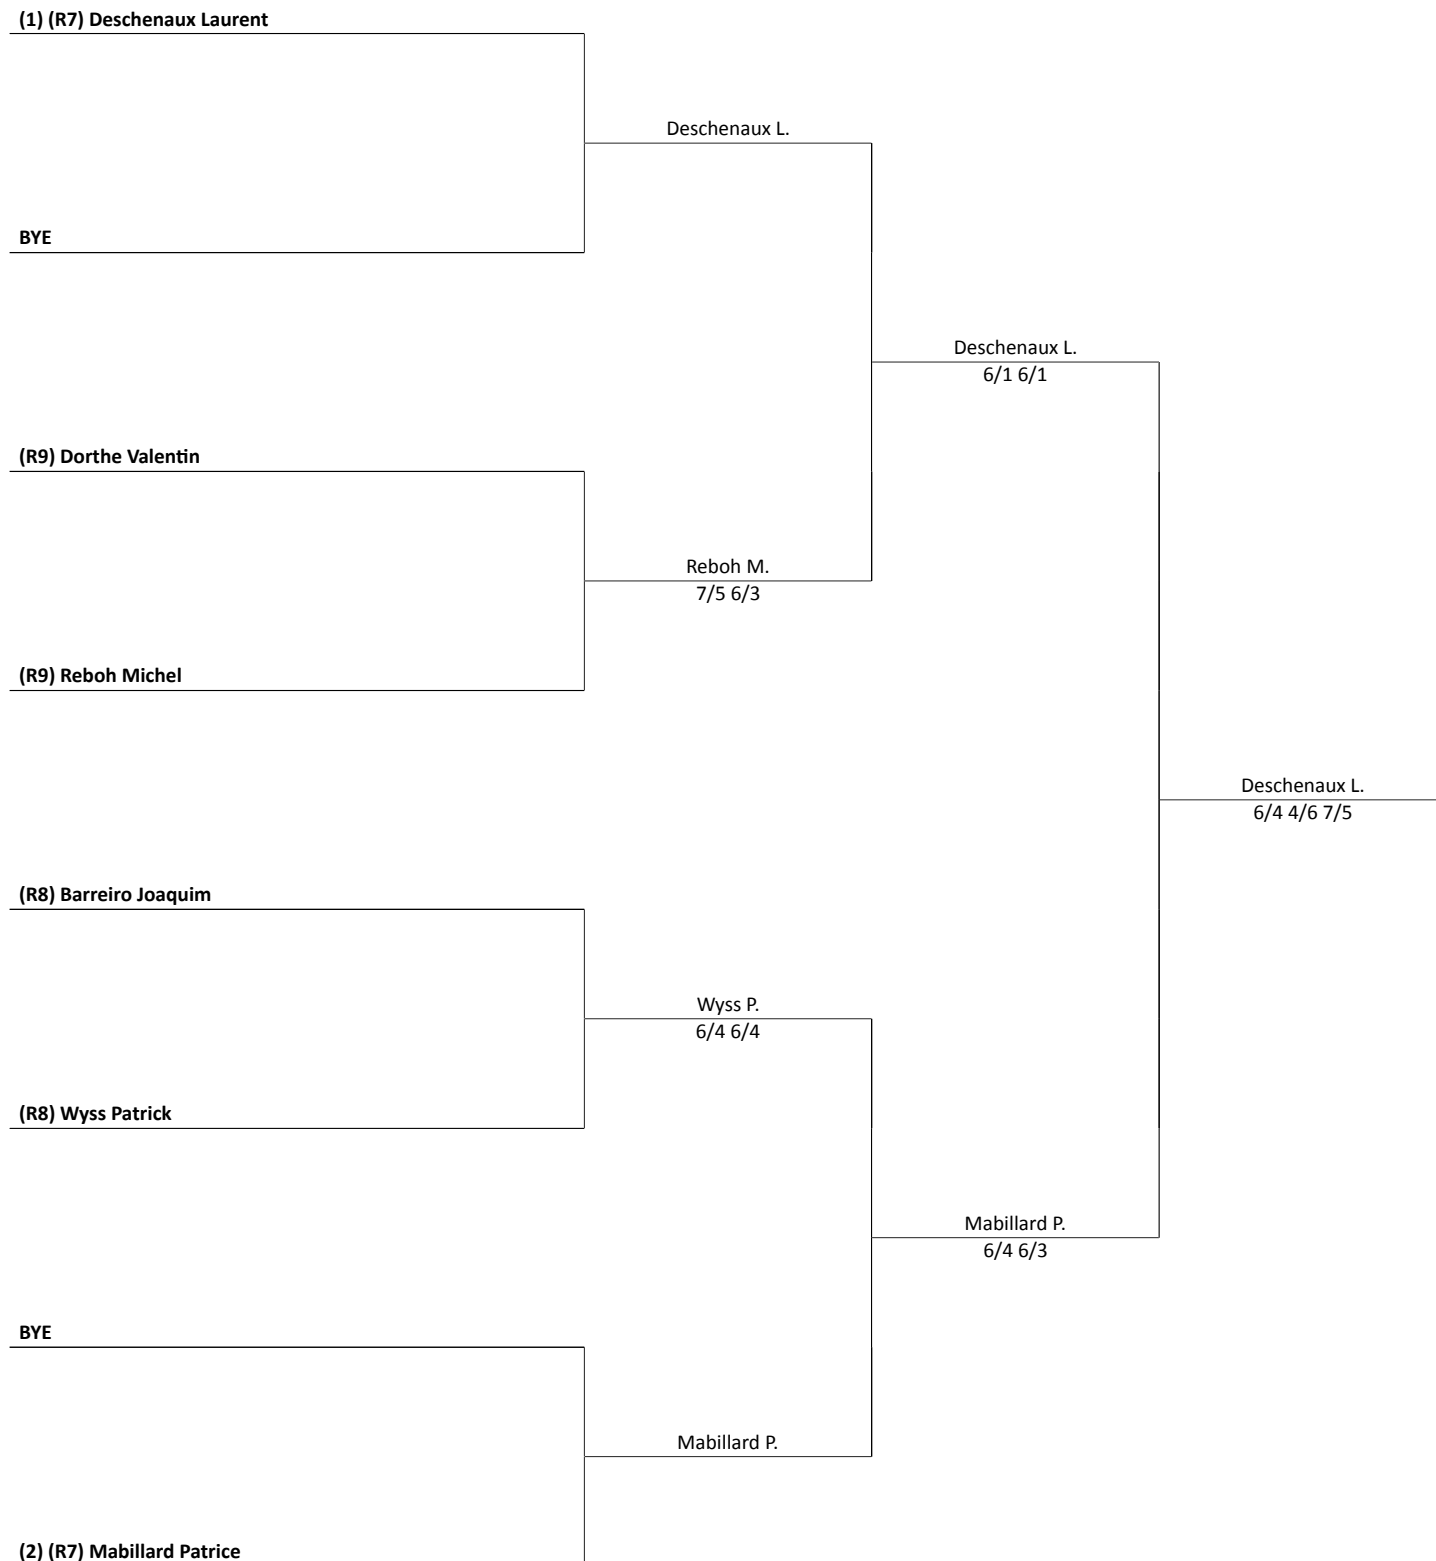 (1) (R7) Deschenaux Laurent
Deschenaux L.
BYE
Deschenaux L.
6/1 6/1
(R9) Dorthe Valentin
Reboh M.
7/5 6/3
(R9) Reboh Michel
Deschenaux L.
6/4 4/6 7/5
(R8) Barreiro Joaquim
Wyss P.
6/4 6/4
(R8) Wyss Patrick
Mabillard P.
6/4 6/3
BYE
Mabillard P.
(2) (R7) Mabillard Patrice